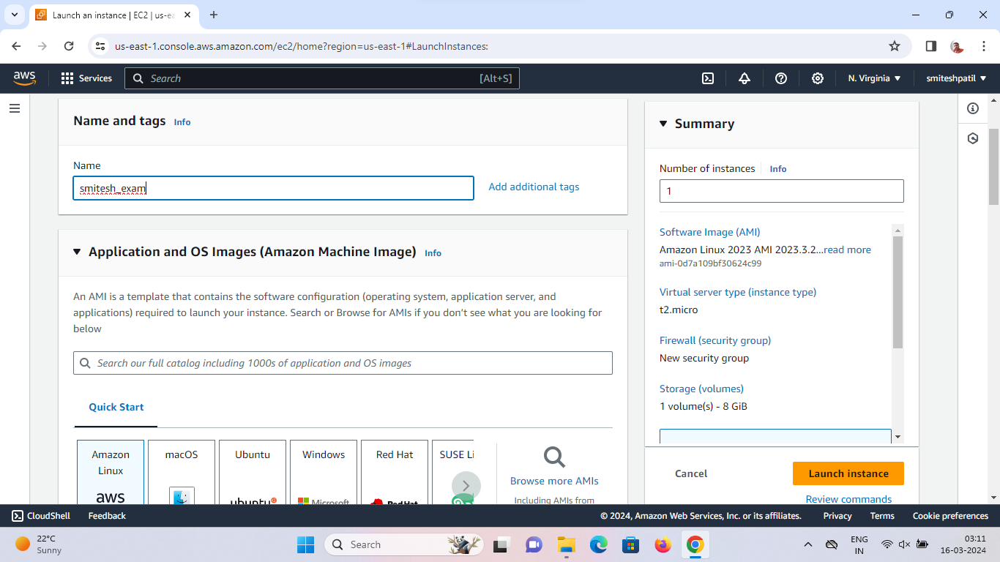 Launch an instance | EC2 | us-ea
us-east-1.console.aws.amazon.com/ec2/home?region=us-east-1#LaunchInstances:
aws
Services
Search
[Alt+S]
N. Virginia
smiteshpatil
Name and tags
Info
Name
smitesh_exam
Add additional tags
Application and OS Images (Amazon Machine Image)
Info
An AMI is a template that contains the software configuration (operating system, application server, and
applications) required to launch your instance. Search or Browse for AMIs if you don't see what you are looking for
below
Search our full catalog including 1000s of application and OS images
Quick Start
Amazon
Linux
aws
macOS
Ubuntu
ubuntu
Windows
Microsoft
Red Hat
Red Hat
SUSE Li
Browse more AMIs
Including AMIs from
Summary
Number of instances
Info
1
Software Image (AMI)
Amazon Linux 2023 AMI 2023.3.2...read more
ami-0d7a109bf30624c99
Virtual server type (instance type)
t2.micro
Firewall (security group)
New security group
Storage (volumes)
1 volume(s) - 8 GiB
Cancel
Launch instance
Review commands
CloudShell
Feedback
© 2024, Amazon Web Services, Inc. or its affiliates.
Privacy
Terms
Cookie preferences
22°C
Sunny
Search
ENG
IN
03:11
16-03-2024